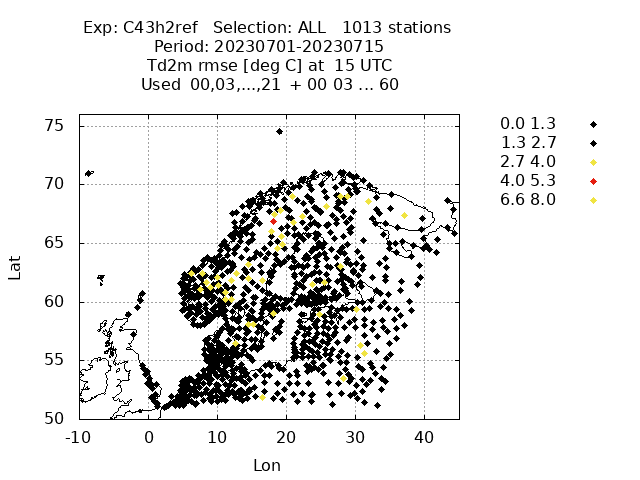 Exp: C43h2ref   Selection: ALL   1013 stations
Period: 20230701-20230715
Td2m rmse [deg C] at  15 UTC
Used  00,03,...,21  + 00 03 ... 60
0.0 1.3
1.3 2.7
2.7 4.0
4.0 5.3
6.6 8.0
75
70
65
60
55
50
Lat
-10 0 10 20 30 40
Lon